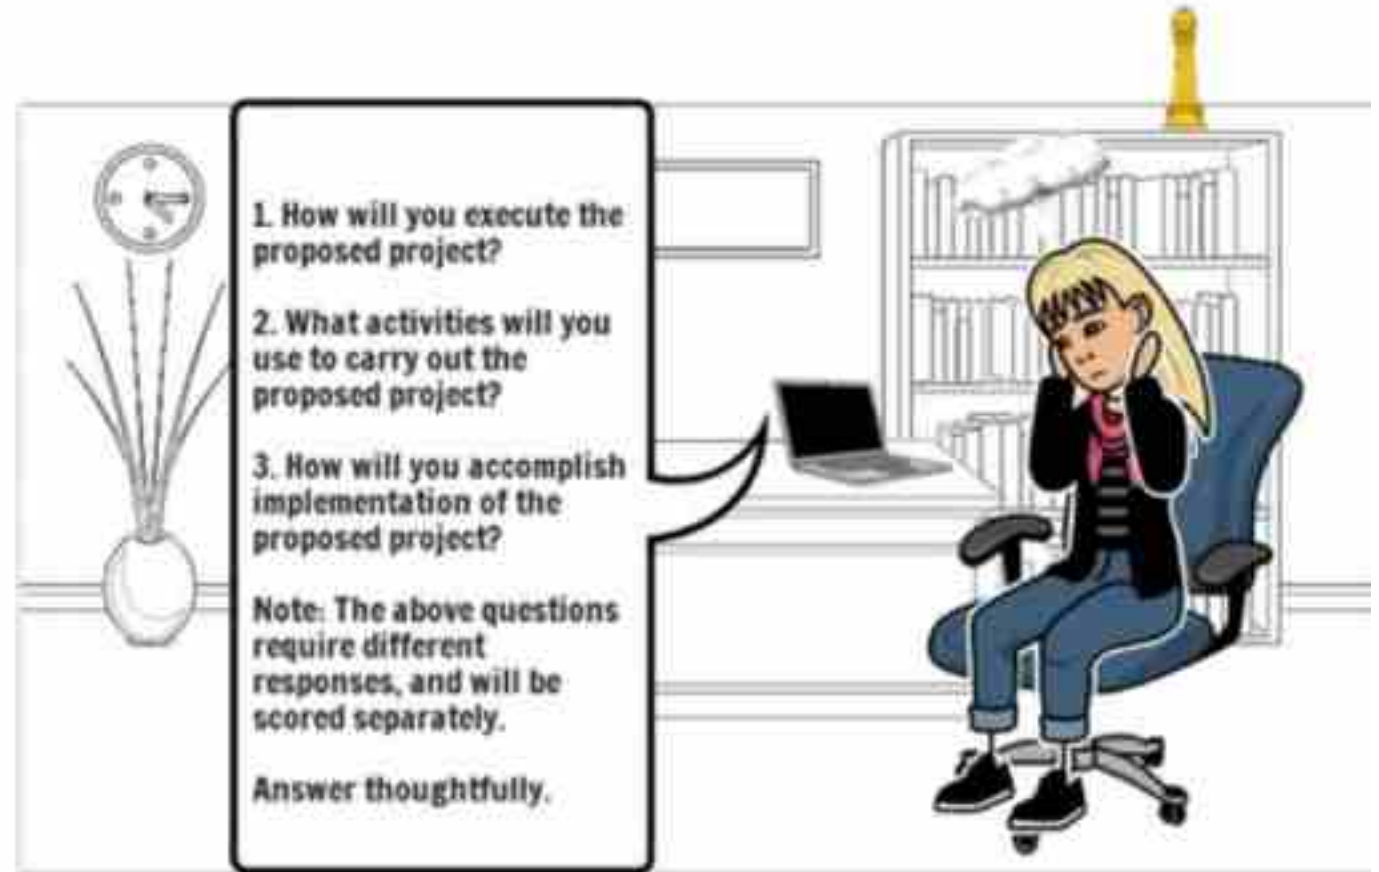 1. How will you execute the
proposed project?
2. What activities will you
use to carry out the
proposed project?
3. How will you accomplish
implementation of the
proposed project?
Note: The above questions
require different
responses, and will be
scored separately.
Answer thoughtfully.